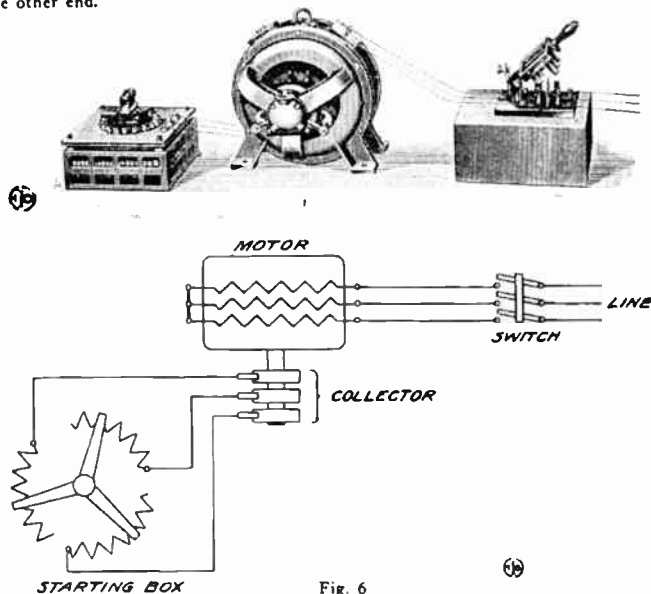 e other end.
MOTOR
LINE
SWITCH
COLLECTOR
STARTING BOX
Fig. 6